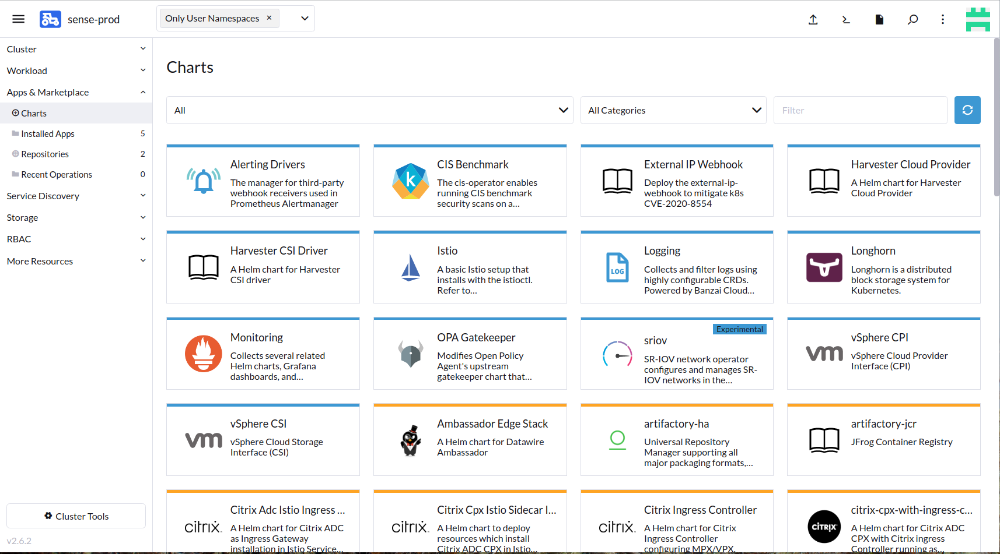 sense-prod
Only User Namespaces ×
Cluster
Workload
Apps & Marketplace
Charts
Installed Apps 5
Repositories 2
Recent Operations 0
Service Discovery
Storage
RBAC
More Resources
Cluster Tools
v2.6.2
Charts
All
All Categories
Filter
Alerting Drivers
The manager for third-party
webhook receivers used in
Prometheus Alertmanager
k
CIS Benchmark
The cis-operator enables
running CIS benchmark
security scans on a...
External IP Webhook
Deploy the external-ip-
webhook to mitigate k8s
CVE-2020-8554
Harvester Cloud Provider
A Helm chart for Harvester
Cloud Provider
Harvester CSI Driver
A Helm chart for Harvester
CSI driver
Istio
A basic Istio setup that
installs with the istioctl.
Refer to...
LOG
Logging
Collects and filter logs using
highly configurable CRDs.
Powered by Banzai Cloud...
Longhorn
Longhorn is a distributed
block storage system for
Kubernetes.
Monitoring
Collects several related
Helm charts, Grafana
dashboards, and...
OPA Gatekeeper
Modifies Open Policy
Agent's upstream
gatekeeper chart that...
Experimental
sriov
SR-IOV network operator
configures and manages SR-
IOV networks in the...
vm
vSphere CPI
vSphere Cloud Provider
Interface (CPI)
vm
vSphere CSI
vSphere Cloud Storage
Interface (CSI)
Ambassador Edge Stack
A Helm chart for Datawire
Ambassador
artifactory-ha
Universal Repository
Manager supporting all
major packaging formats,...
artifactory-jcr
JFrog Container Registry
citrix
Citrix Adc Istio Ingress ...
A Helm chart for Citrix ADC
as Ingress Gateway
installation in Istio Service...
citrix
Citrix Cpx Istio Sidecar I...
A Helm chart to deploy
resources which install
Citrix ADC CPX in Istio...
citrix
Citrix Ingress Controller
A Helm chart for Citrix
Ingress Controller
configuring MPX/VPX.
CITRIX
citrix-cpx-with-ingress-c...
A Helm chart for Citrix ADC
CPX with Citrix ingress
Controller running as...